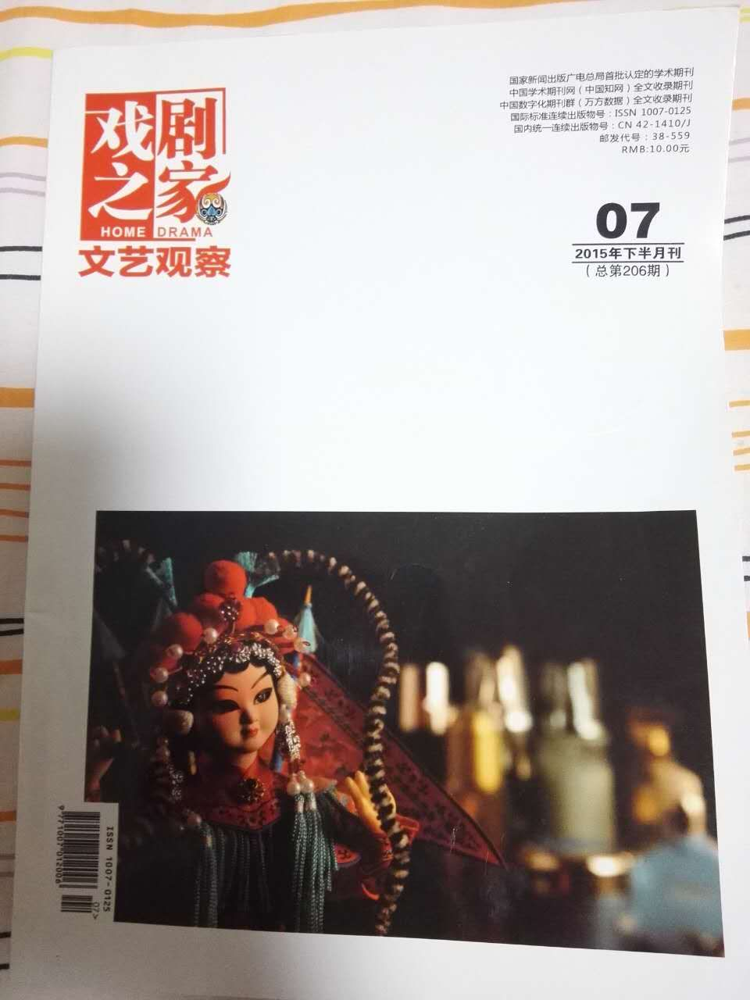 戏剧
之家
HOME DRAMA
文艺观察
国家新闻出版广电总局首批认定的学术期刊
中国学术期刊网（中国知网）全文收录期刊
中国数字化期刊群（万方数据）全文收录期刊
国际标准连续出版物号：ISSN 1007-0125
国内统一连续出版物号：CN 42-1410/J
邮发代号：38-559
RMB:10.00元
07
2015年下半月刊
（总第206期）
ISSN 1007-0125
9771007012006
07>